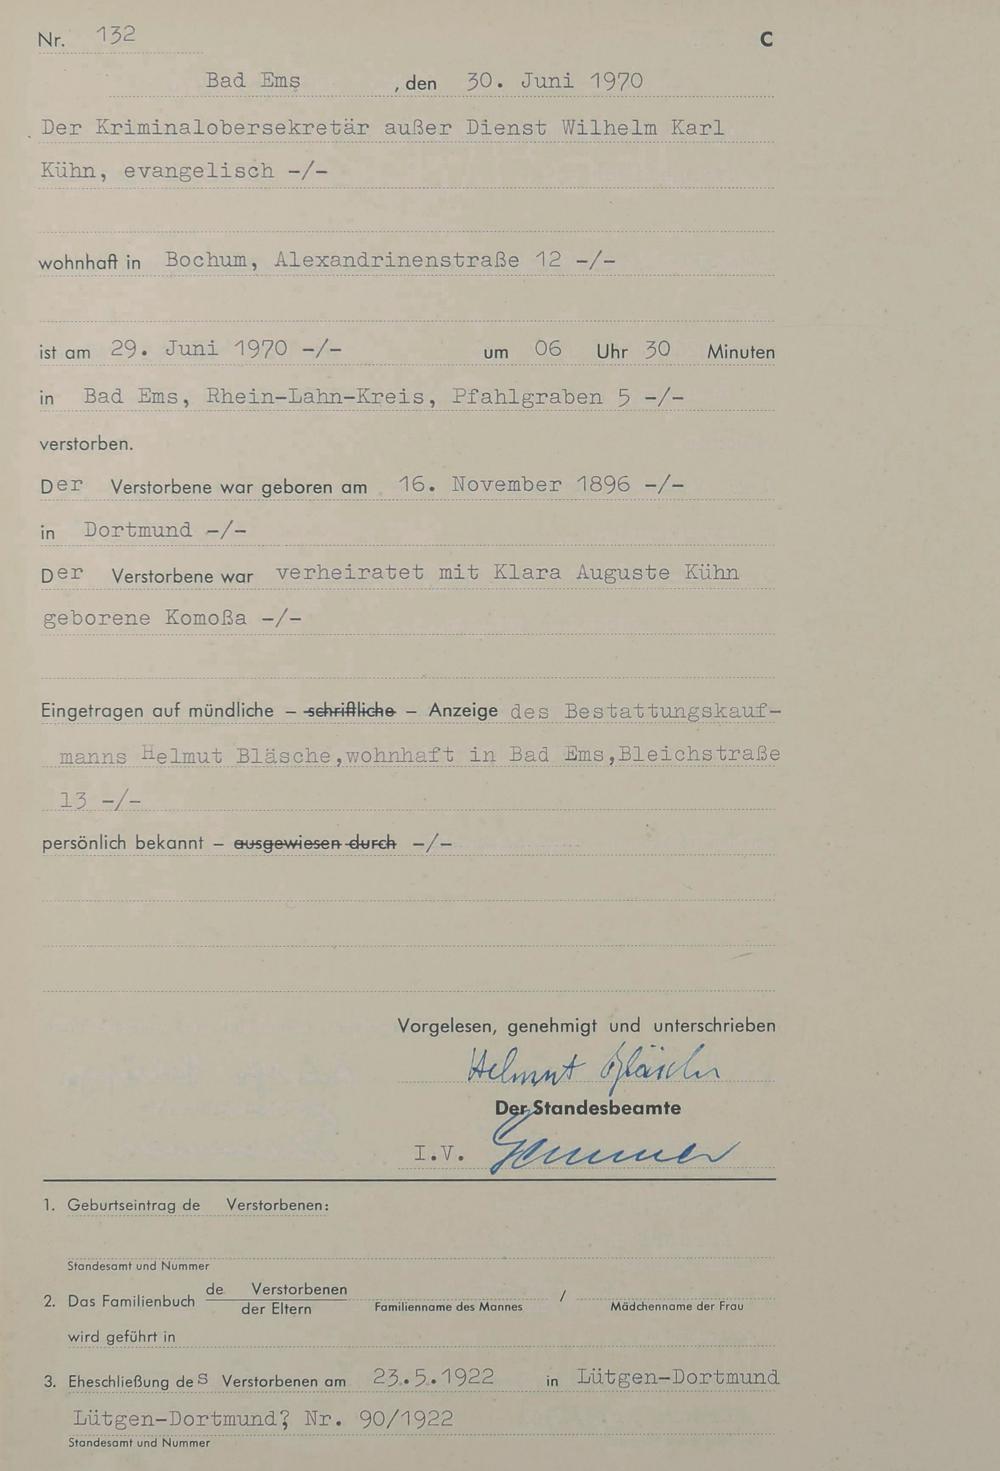 Nr. 132 C
Bad Ems , den 30. Juni 1970
Der Kriminalobersekretär außer Dienst Wilhelm Karl
Kühn, evangelisch -/-
wohnhaft in Bochum, Alexandrinenstraße 12 -/-
ist am 29. Juni 1970 -/- um 06 Uhr 30 Minuten
in Bad Ems, Rhein-Lahn-Kreis, Pfahlgraben 5 -/-
verstorben.
Der Verstorbene war geboren am 16. November 1896 -/-
in Dortmund -/-
Der Verstorbene war verheiratet mit Klara Auguste Kühn
geborene Komoßa -/-
Eingetragen auf mündliche – schriftliche – Anzeige des Bestattungskauf-
manns Helmut Bläsche,wohnhaft in Bad Ems,Bleichstraße
13 -/-
persönlich bekannt – ausgewiesen durch -/-
Vorgelesen, genehmigt und unterschrieben
Helmut Bläsche
Der Standesbeamte
I.V.
1. Geburtseintrag de Verstorbenen:
Standesamt und Nummer
2. Das Familienbuch de Verstorbenen / 
der Eltern Familienname des Mannes Mädchenname der Frau
wird geführt in
3. Eheschließung des Verstorbenen am 23.5.1922 in Lütgen-Dortmund
Lütgen-Dortmund? Nr. 90/1922
Standesamt und Nummer